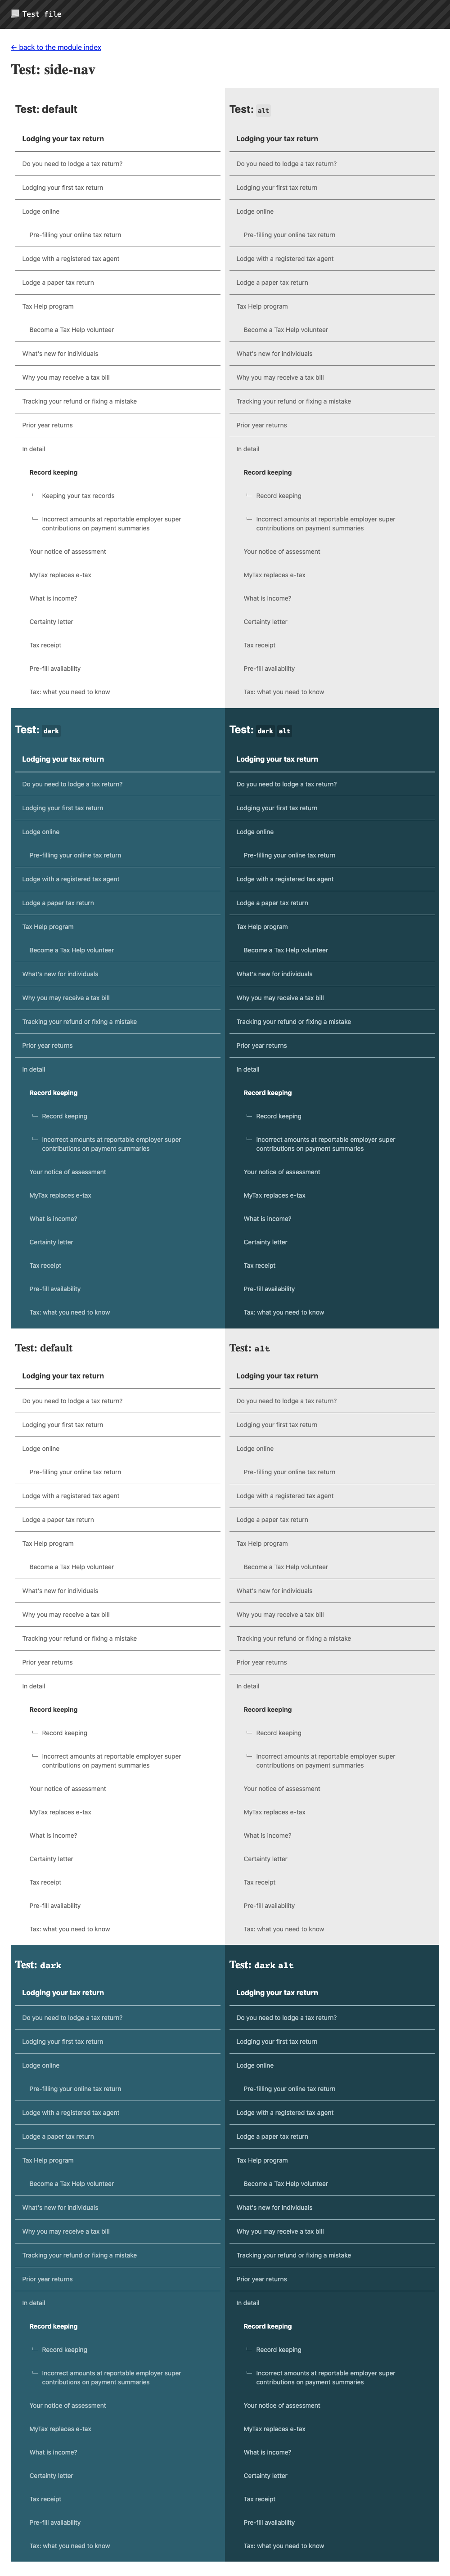 Test file
← back to the module index
Test: side-nav
Test: default
Lodging your tax return
Do you need to lodge a tax return?
Lodging your first tax return
Lodge online
Pre-filling your online tax return
Lodge with a registered tax agent
Lodge a paper tax return
Tax Help program
Become a Tax Help volunteer
What's new for individuals
Why you may receive a tax bill
Tracking your refund or fixing a mistake
Prior year returns
In detail
Record keeping
Keeping your tax records
Incorrect amounts at reportable employer super
contributions on payment summaries
Your notice of assessment
MyTax replaces e-tax
What is income?
Certainty letter
Tax receipt
Pre-fill availability
Tax: what you need to know
Test: alt
Lodging your tax return
Do you need to lodge a tax return?
Lodging your first tax return
Lodge online
Pre-filling your online tax return
Lodge with a registered tax agent
Lodge a paper tax return
Tax Help program
Become a Tax Help volunteer
What's new for individuals
Why you may receive a tax bill
Tracking your refund or fixing a mistake
Prior year returns
In detail
Record keeping
Record keeping
Incorrect amounts at reportable employer super
contributions on payment summaries
Your notice of assessment
MyTax replaces e-tax
What is income?
Certainty letter
Tax receipt
Pre-fill availability
Tax: what you need to know
Test: dark
Lodging your tax return
Do you need to lodge a tax return?
Lodging your first tax return
Lodge online
Pre-filling your online tax return
Lodge with a registered tax agent
Lodge a paper tax return
Tax Help program
Become a Tax Help volunteer
What's new for individuals
Why you may receive a tax bill
Tracking your refund or fixing a mistake
Prior year returns
In detail
Record keeping
Record keeping
Incorrect amounts at reportable employer super
contributions on payment summaries
Your notice of assessment
MyTax replaces e-tax
What is income?
Certainty letter
Tax receipt
Pre-fill availability
Tax: what you need to know
Test: dark alt
Lodging your tax return
Do you need to lodge a tax return?
Lodging your first tax return
Lodge online
Pre-filling your online tax return
Lodge with a registered tax agent
Lodge a paper tax return
Tax Help program
Become a Tax Help volunteer
What's new for individuals
Why you may receive a tax bill
Tracking your refund or fixing a mistake
Prior year returns
In detail
Record keeping
Record keeping
Incorrect amounts at reportable employer super
contributions on payment summaries
Your notice of assessment
MyTax replaces e-tax
What is income?
Certainty letter
Tax receipt
Pre-fill availability
Tax: what you need to know
Test: default
Lodging your tax return
Do you need to lodge a tax return?
Lodging your first tax return
Lodge online
Pre-filling your online tax return
Lodge with a registered tax agent
Lodge a paper tax return
Tax Help program
Become a Tax Help volunteer
What's new for individuals
Why you may receive a tax bill
Tracking your refund or fixing a mistake
Prior year returns
In detail
Record keeping
Record keeping
Incorrect amounts at reportable employer super
contributions on payment summaries
Your notice of assessment
MyTax replaces e-tax
What is income?
Certainty letter
Tax receipt
Pre-fill availability
Tax: what you need to know
Test: alt
Lodging your tax return
Do you need to lodge a tax return?
Lodging your first tax return
Lodge online
Pre-filling your online tax return
Lodge with a registered tax agent
Lodge a paper tax return
Tax Help program
Become a Tax Help volunteer
What's new for individuals
Why you may receive a tax bill
Tracking your refund or fixing a mistake
Prior year returns
In detail
Record keeping
Record keeping
Incorrect amounts at reportable employer super
contributions on payment summaries
Your notice of assessment
MyTax replaces e-tax
What is income?
Certainty letter
Tax receipt
Pre-fill availability
Tax: what you need to know
Test: dark
Lodging your tax return
Do you need to lodge a tax return?
Lodging your first tax return
Lodge online
Pre-filling your online tax return
Lodge with a registered tax agent
Lodge a paper tax return
Tax Help program
Become a Tax Help volunteer
What's new for individuals
Why you may receive a tax bill
Tracking your refund or fixing a mistake
Prior year returns
In detail
Record keeping
Record keeping
Incorrect amounts at reportable employer super
contributions on payment summaries
Your notice of assessment
MyTax replaces e-tax
What is income?
Certainty letter
Tax receipt
Pre-fill availability
Tax: what you need to know
Test: dark alt
Lodging your tax return
Do you need to lodge a tax return?
Lodging your first tax return
Lodge online
Pre-filling your online tax return
Lodge with a registered tax agent
Lodge a paper tax return
Tax Help program
Become a Tax Help volunteer
What's new for individuals
Why you may receive a tax bill
Tracking your refund or fixing a mistake
Prior year returns
In detail
Record keeping
Record keeping
Incorrect amounts at reportable employer super
contributions on payment summaries
Your notice of assessment
MyTax replaces e-tax
What is income?
Certainty letter
Tax receipt
Pre-fill availability
Tax: what you need to know